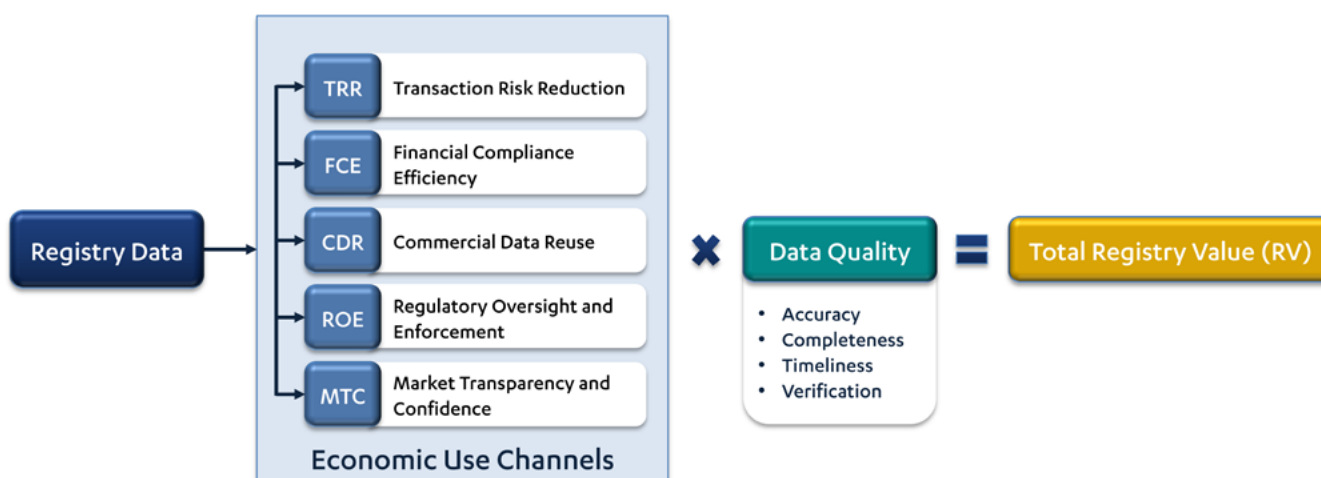 Registry Data
TRR
Transaction Risk Reduction
FCE
Financial Compliance
Efficiency
CDR
Commercial Data Reuse
ROE
Regulatory Oversight and
Enforcement
MTC
Market Transparency and
Confidence
Economic Use Channels
×
Data Quality
• Accuracy
• Completeness
• Timeliness
• Verification
=
Total Registry Value (RV)